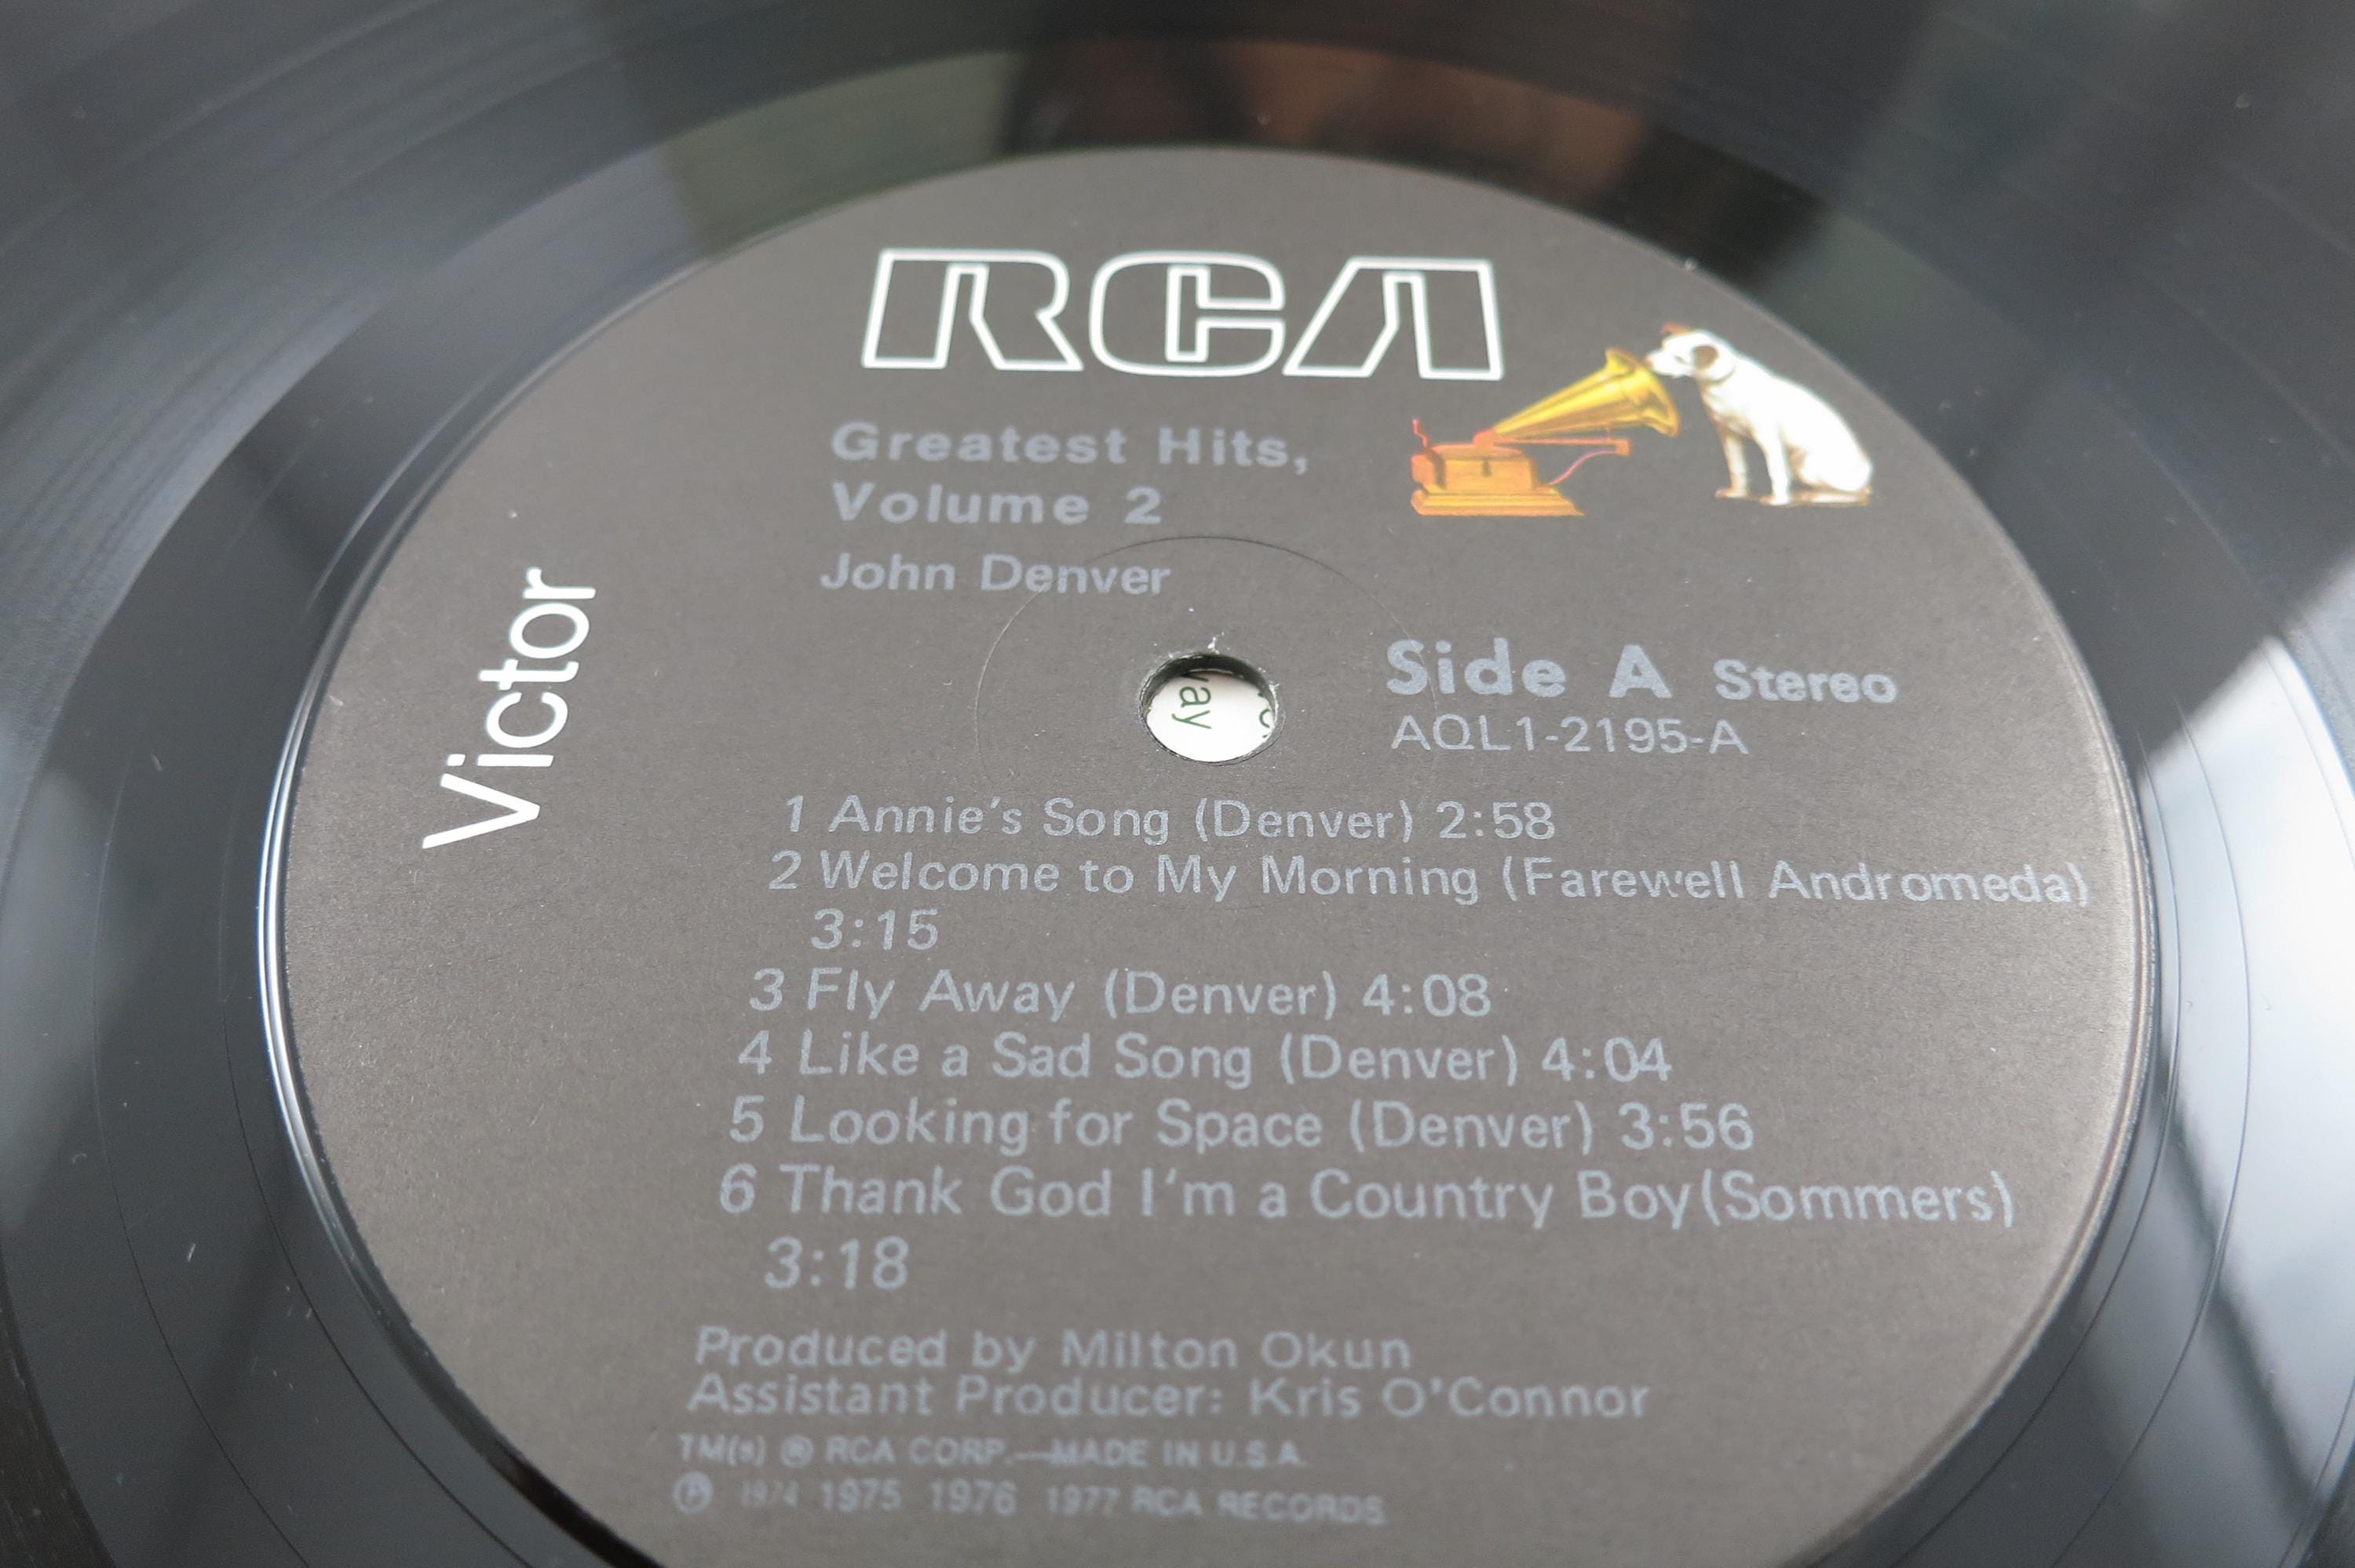 RCA
Greatest Hits,
Volume 2
John Denver
Victor
Side A Stereo
AQL1-2195-A
way
1 Annie's Song (Denver) 2:58
2 Welcome to My Morning (Farewell Andromeda)
3:15
3 Fly Away (Denver) 4:08
4 Like a Sad Song (Denver) 4:04
5 Looking for Space (Denver) 3:56
6 Thank God I'm a Country Boy(Sommers)
3:18
Produced by Milton Okun
Assistant Producer: Kris O'Connor
TM(s) ® RCA CORP.—MADE IN U.S.A.
℗ 1974 1975 1976 1977 RCA RECORDS